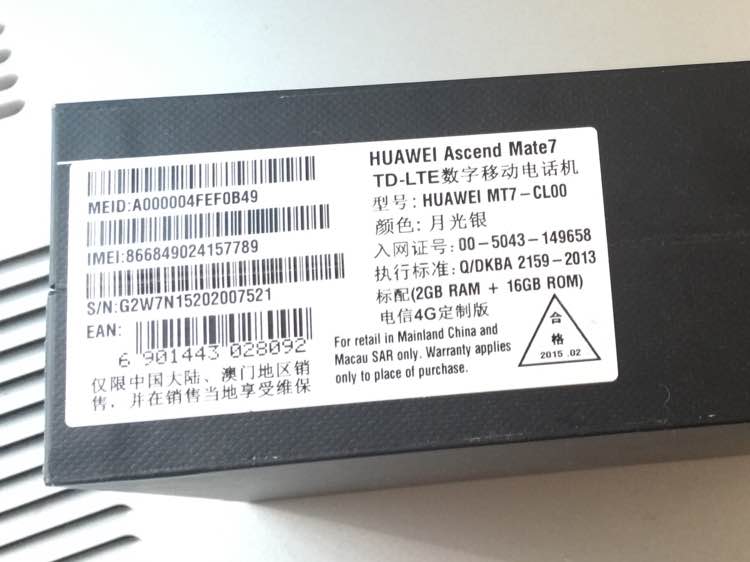 MEID:A000004FEF0B49
IMEI:866849024157789
S/N:G2W7N15202007521
EAN:
6 901443 028092
仅限中国大陆、澳门地区销
售，并在销售当地享受维保
HUAWEI Ascend Mate7
TD-LTE数字移动电话机
型号: HUAWEI MT7-CL00
颜色: 月光银
入网证号: 00-5043-149658
执行标准: Q/DKBA 2159-2013
标配(2GB RAM + 16GB ROM)
电信4G定制版
For retail in Mainland China and
Macau SAR only. Warranty applies
only to place of purchase.
合
格
2015 .02